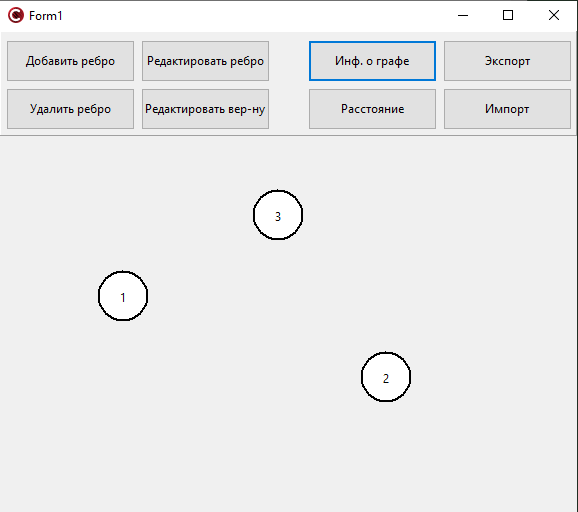 Form1
Добавить ребро
Редактировать ребро
Инф. о графе
Экспорт
Удалить ребро
Редактировать вер-ну
Расстояние
Импорт
3
1
2